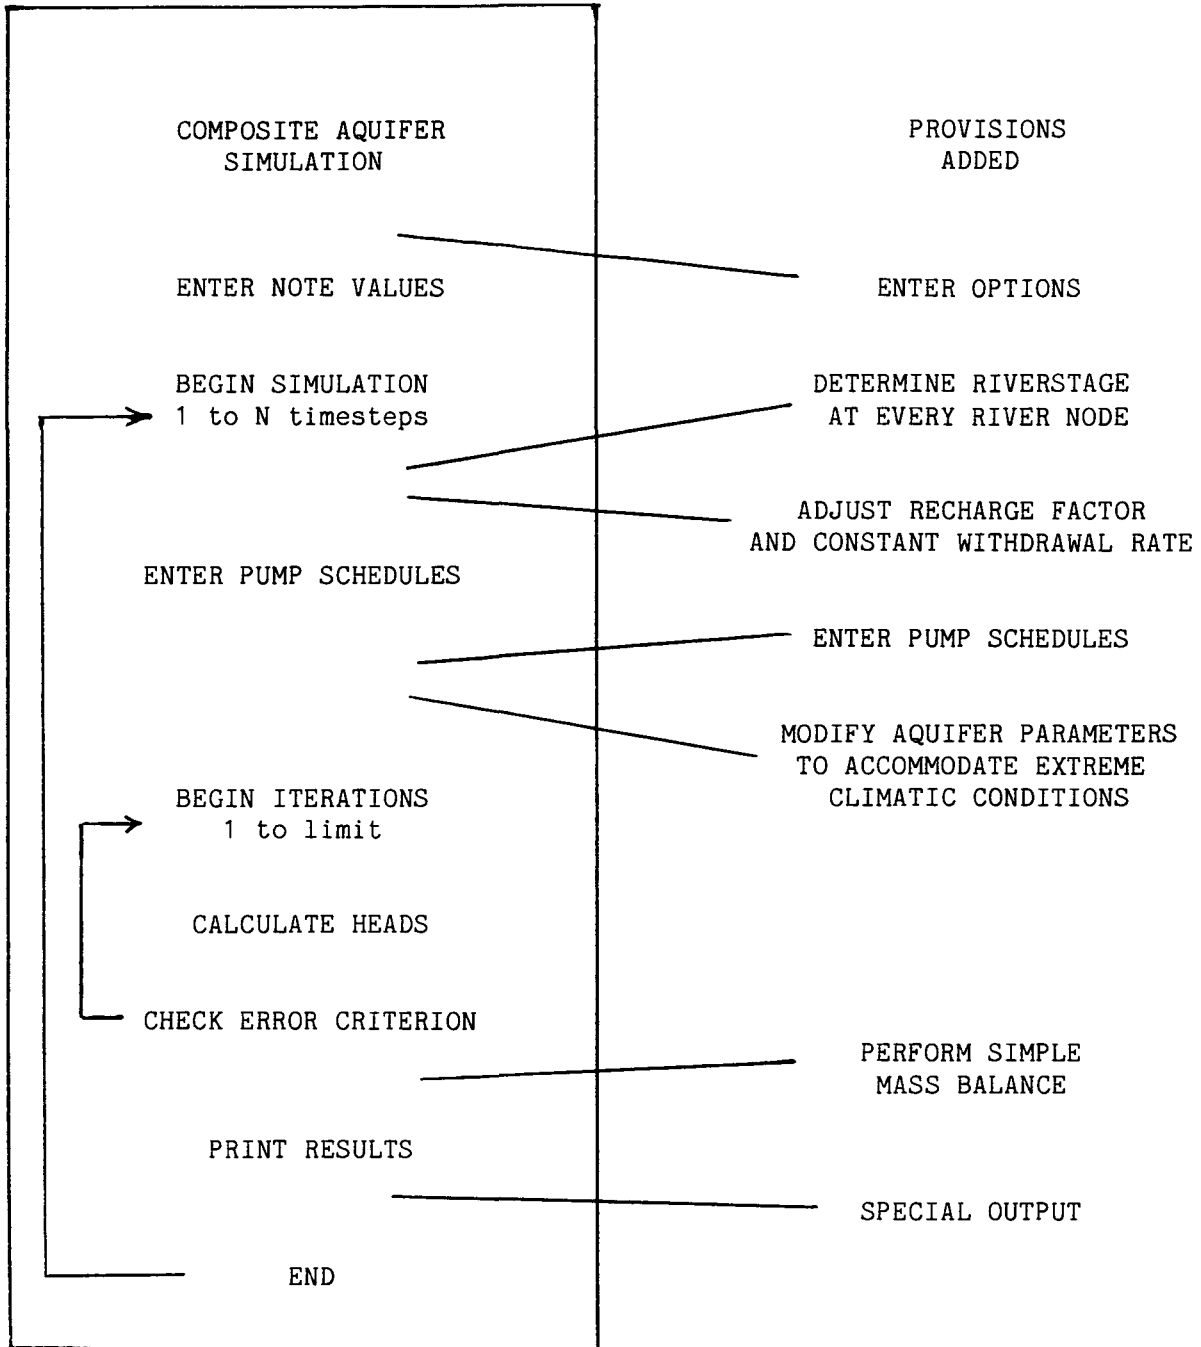 COMPOSITE AQUIFER
SIMULATION
PROVISIONS
ADDED
ENTER NOTE VALUES
ENTER OPTIONS
BEGIN SIMULATION
1 to N timesteps
DETERMINE RIVERSTAGE
AT EVERY RIVER NODE
ADJUST RECHARGE FACTOR
AND CONSTANT WITHDRAWAL RATE
ENTER PUMP SCHEDULES
ENTER PUMP SCHEDULES
MODIFY AQUIFER PARAMETERS
TO ACCOMMODATE EXTREME
CLIMATIC CONDITIONS
BEGIN ITERATIONS
1 to limit
CALCULATE HEADS
CHECK ERROR CRITERION
PERFORM SIMPLE
MASS BALANCE
PRINT RESULTS
SPECIAL OUTPUT
END